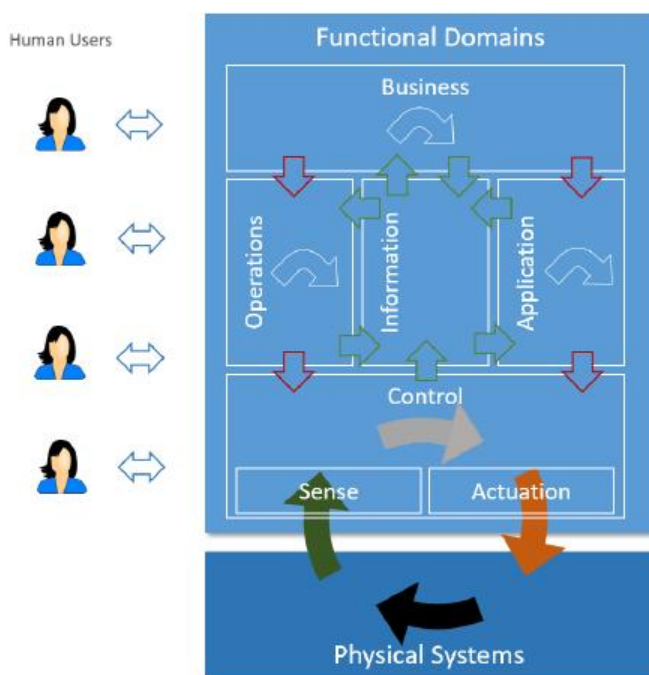 Human Users
Functional Domains
Business
Operations
Information
Application
Control
Sense
Actuation
Physical Systems